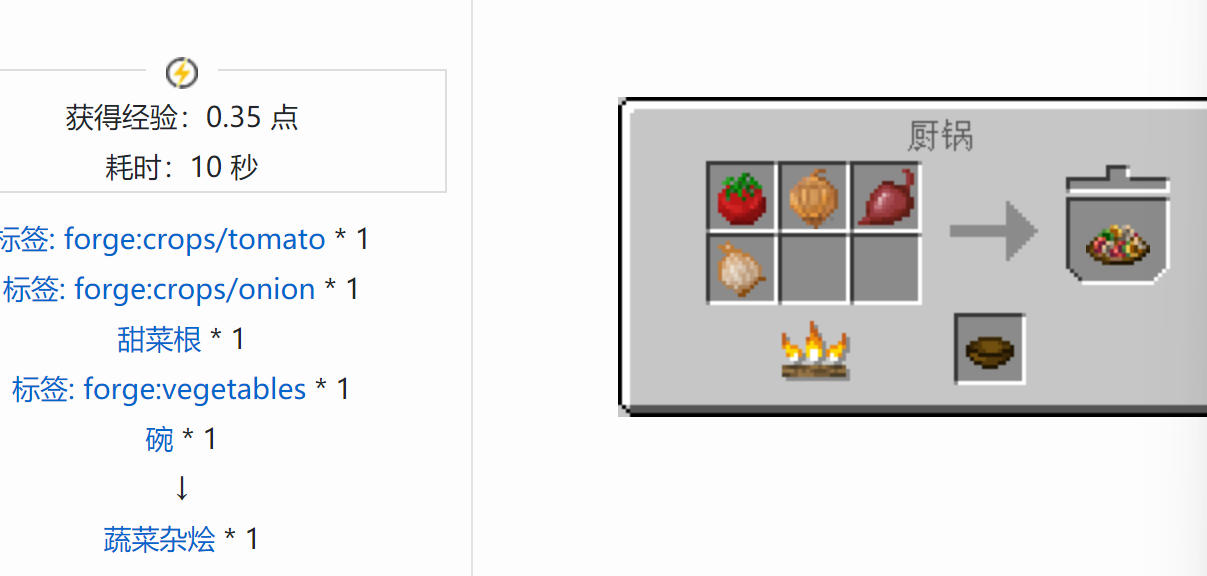 获得经验：0.35 点
耗时：10 秒
标签: forge:crops/tomato * 1
标签: forge:crops/onion * 1
甜菜根 * 1
标签: forge:vegetables * 1
碗 * 1
↓
蔬菜杂烩 * 1
厨锅